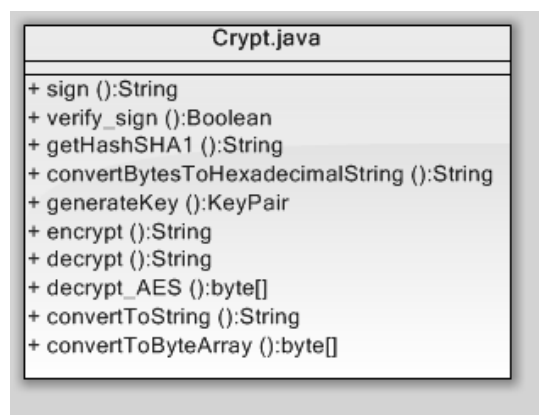 Crypt.java
+ sign ():String
+ verify_sign ():Boolean
+ getHashSHA1 ():String
+ convertBytesToHexadecimalString ():String
+ generateKey ():KeyPair
+ encrypt ():String
+ decrypt ():String
+ decrypt_AES ():byte[]
+ convertToString ():String
+ convertToByteArray ():byte[]